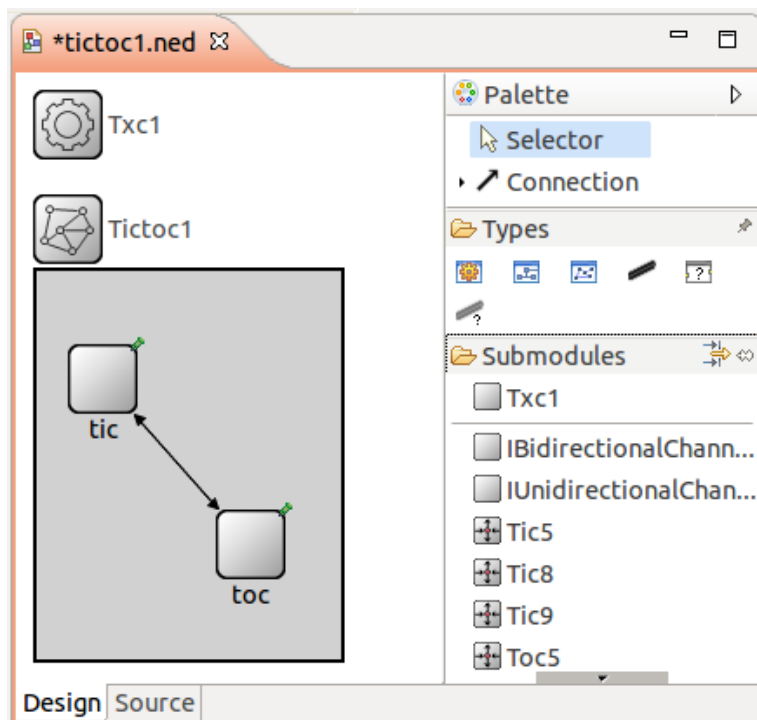 *tictoc1.ned
Txc1
Tictoc1
tic
toc
Palette
Selector
Connection
Types
?
?
Submodules
Txc1
IBidirectionalChann...
IUnidirectionalChan...
Tic5
Tic8
Tic9
Toc5
Design Source